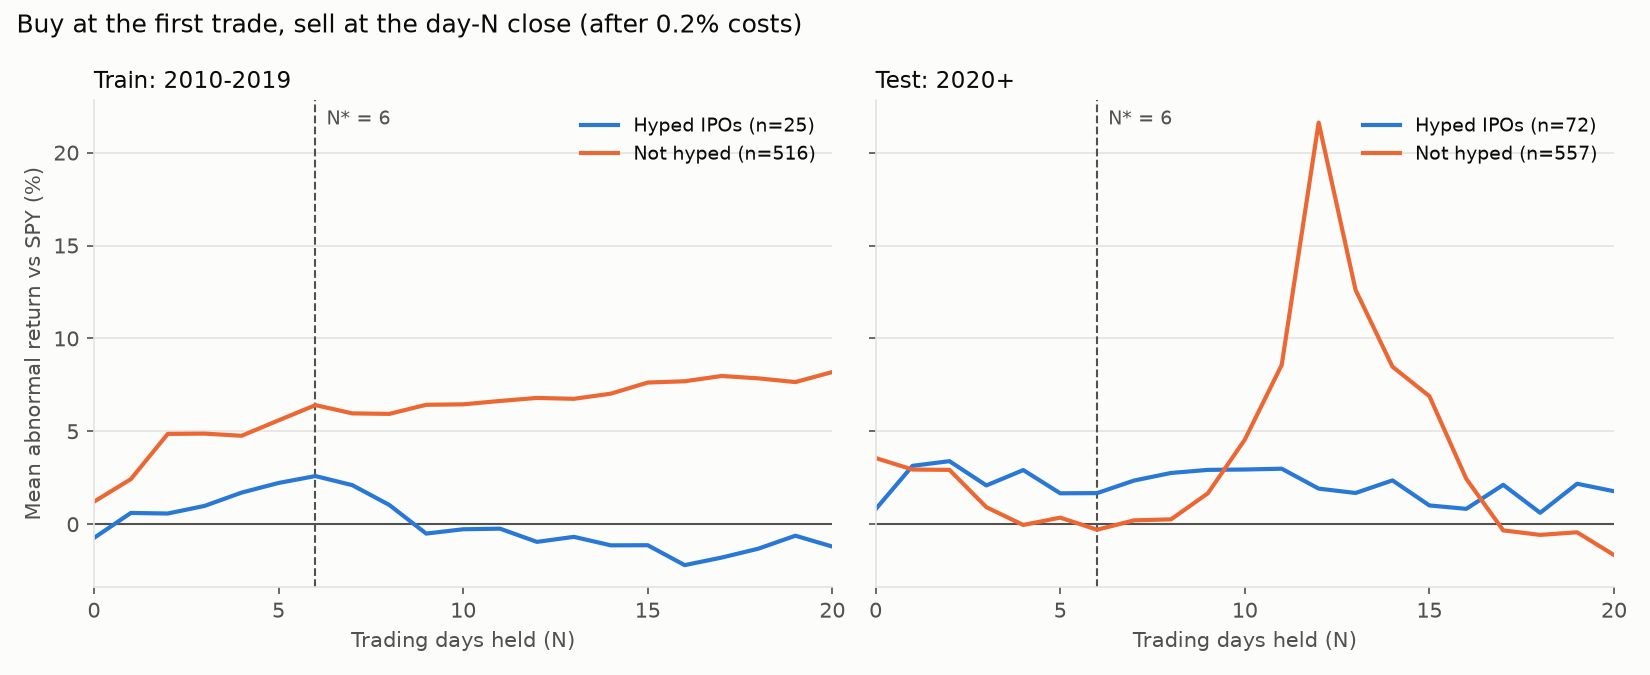 Buy at the first trade, sell at the day-N close (after 0.2% costs)
Train: 2010-2019
N* = 6
Hyped IPOs (n=25)
Not hyped (n=516)
Mean abnormal return vs SPY (%)
20
15
10
5
0
0 5 10 15 20
Trading days held (N)
Test: 2020+
N* = 6
Hyped IPOs (n=72)
Not hyped (n=557)
0 5 10 15 20
Trading days held (N)